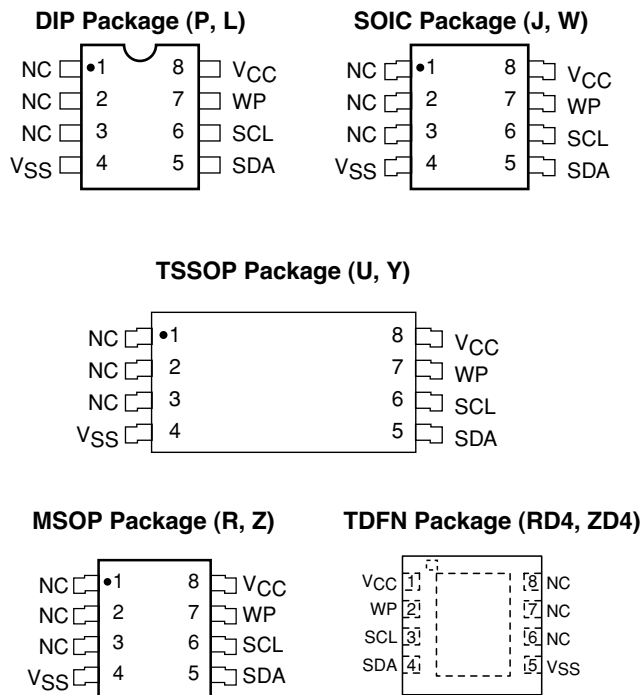 DIP Package (P, L)
NC 1 8 VCC
NC 2 7 WP
NC 3 6 SCL
VSS 4 5 SDA
SOIC Package (J, W)
NC 1 8 VCC
NC 2 7 WP
NC 3 6 SCL
VSS 4 5 SDA
TSSOP Package (U, Y)
NC 1 8 VCC
NC 2 7 WP
NC 3 6 SCL
VSS 4 5 SDA
MSOP Package (R, Z)
NC 1 8 VCC
NC 2 7 WP
NC 3 6 SCL
VSS 4 5 SDA
TDFN Package (RD4, ZD4)
VCC 1 8 NC
WP 2 7 NC
SCL 3 6 NC
SDA 4 5 VSS